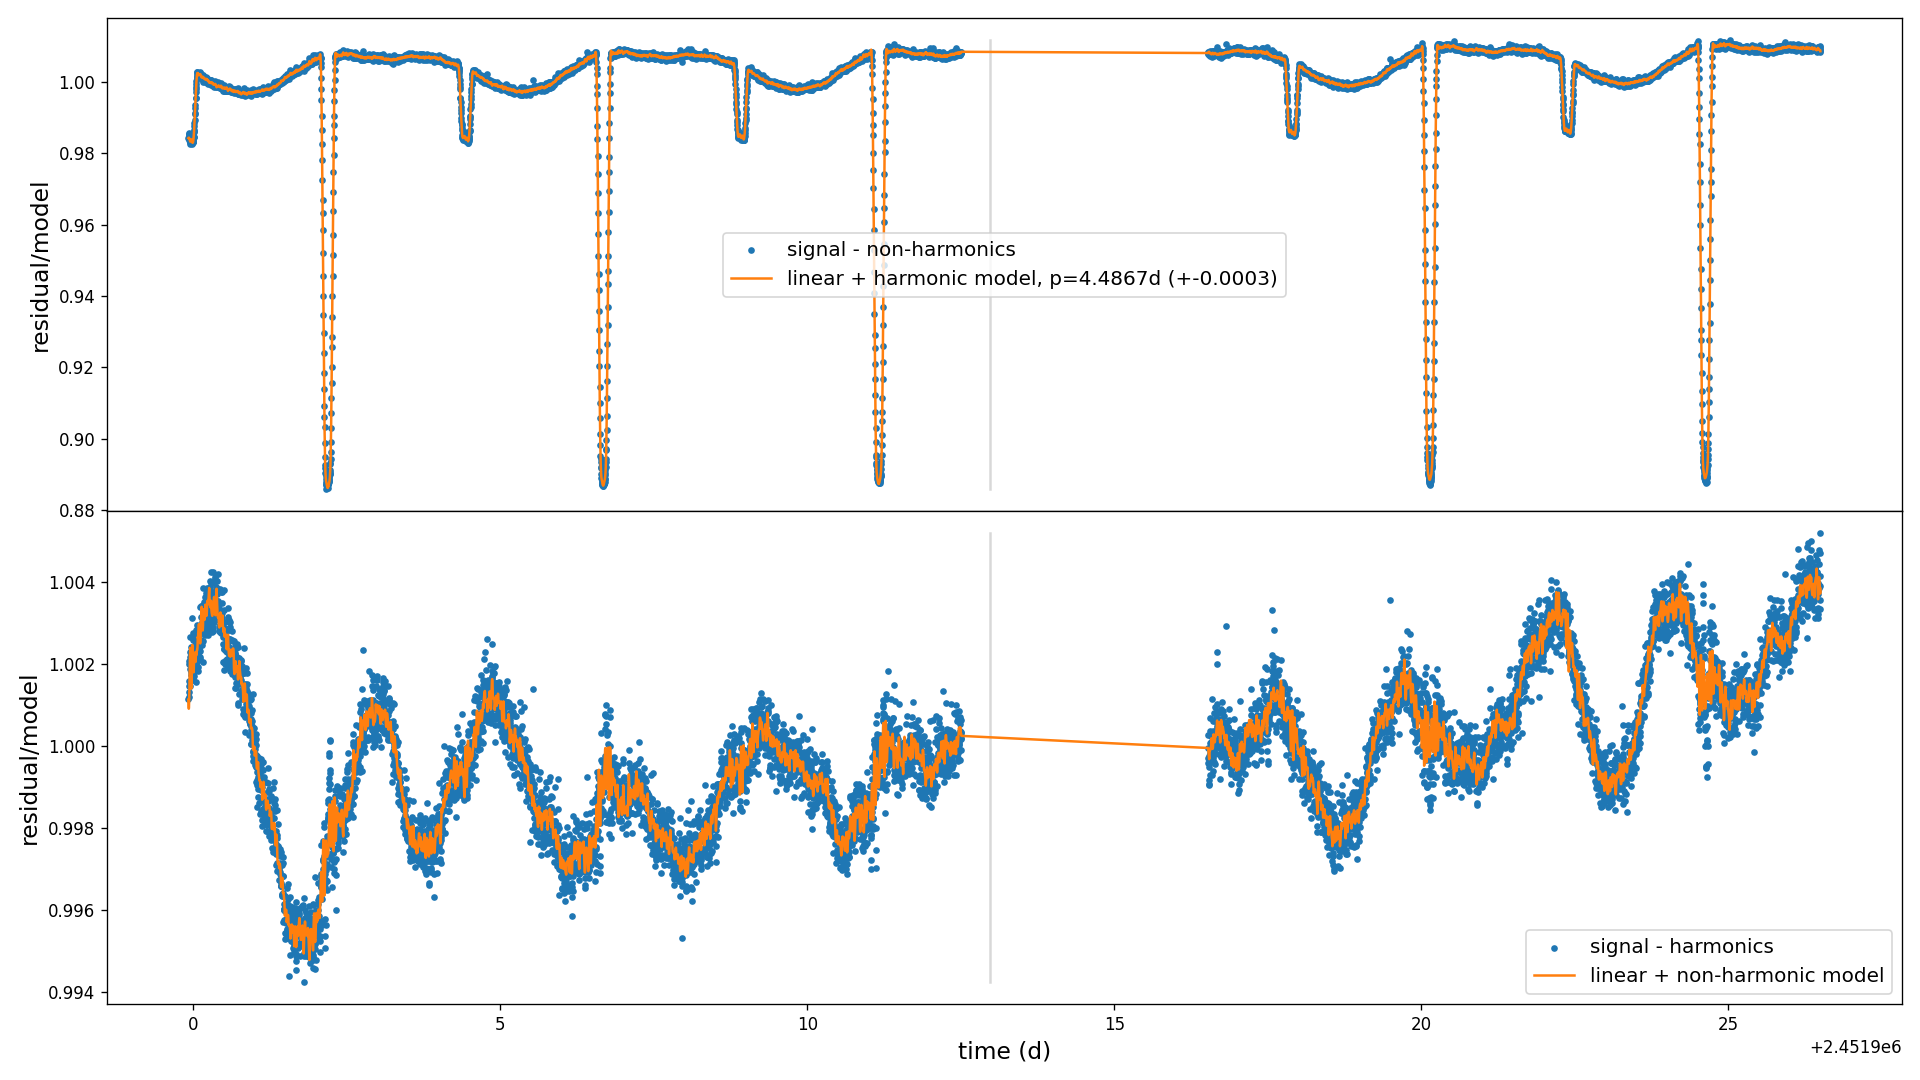 1.00
0.98
0.96
0.94
0.92
0.90
0.88
residual/model
signal - non-harmonics
linear + harmonic model, p=4.4867d (+-0.0003)
1.004
1.002
1.000
0.998
0.996
0.994
residual/model
signal - harmonics
linear + non-harmonic model
0 5 10 15 20 25
time (d)
+2.4519e6